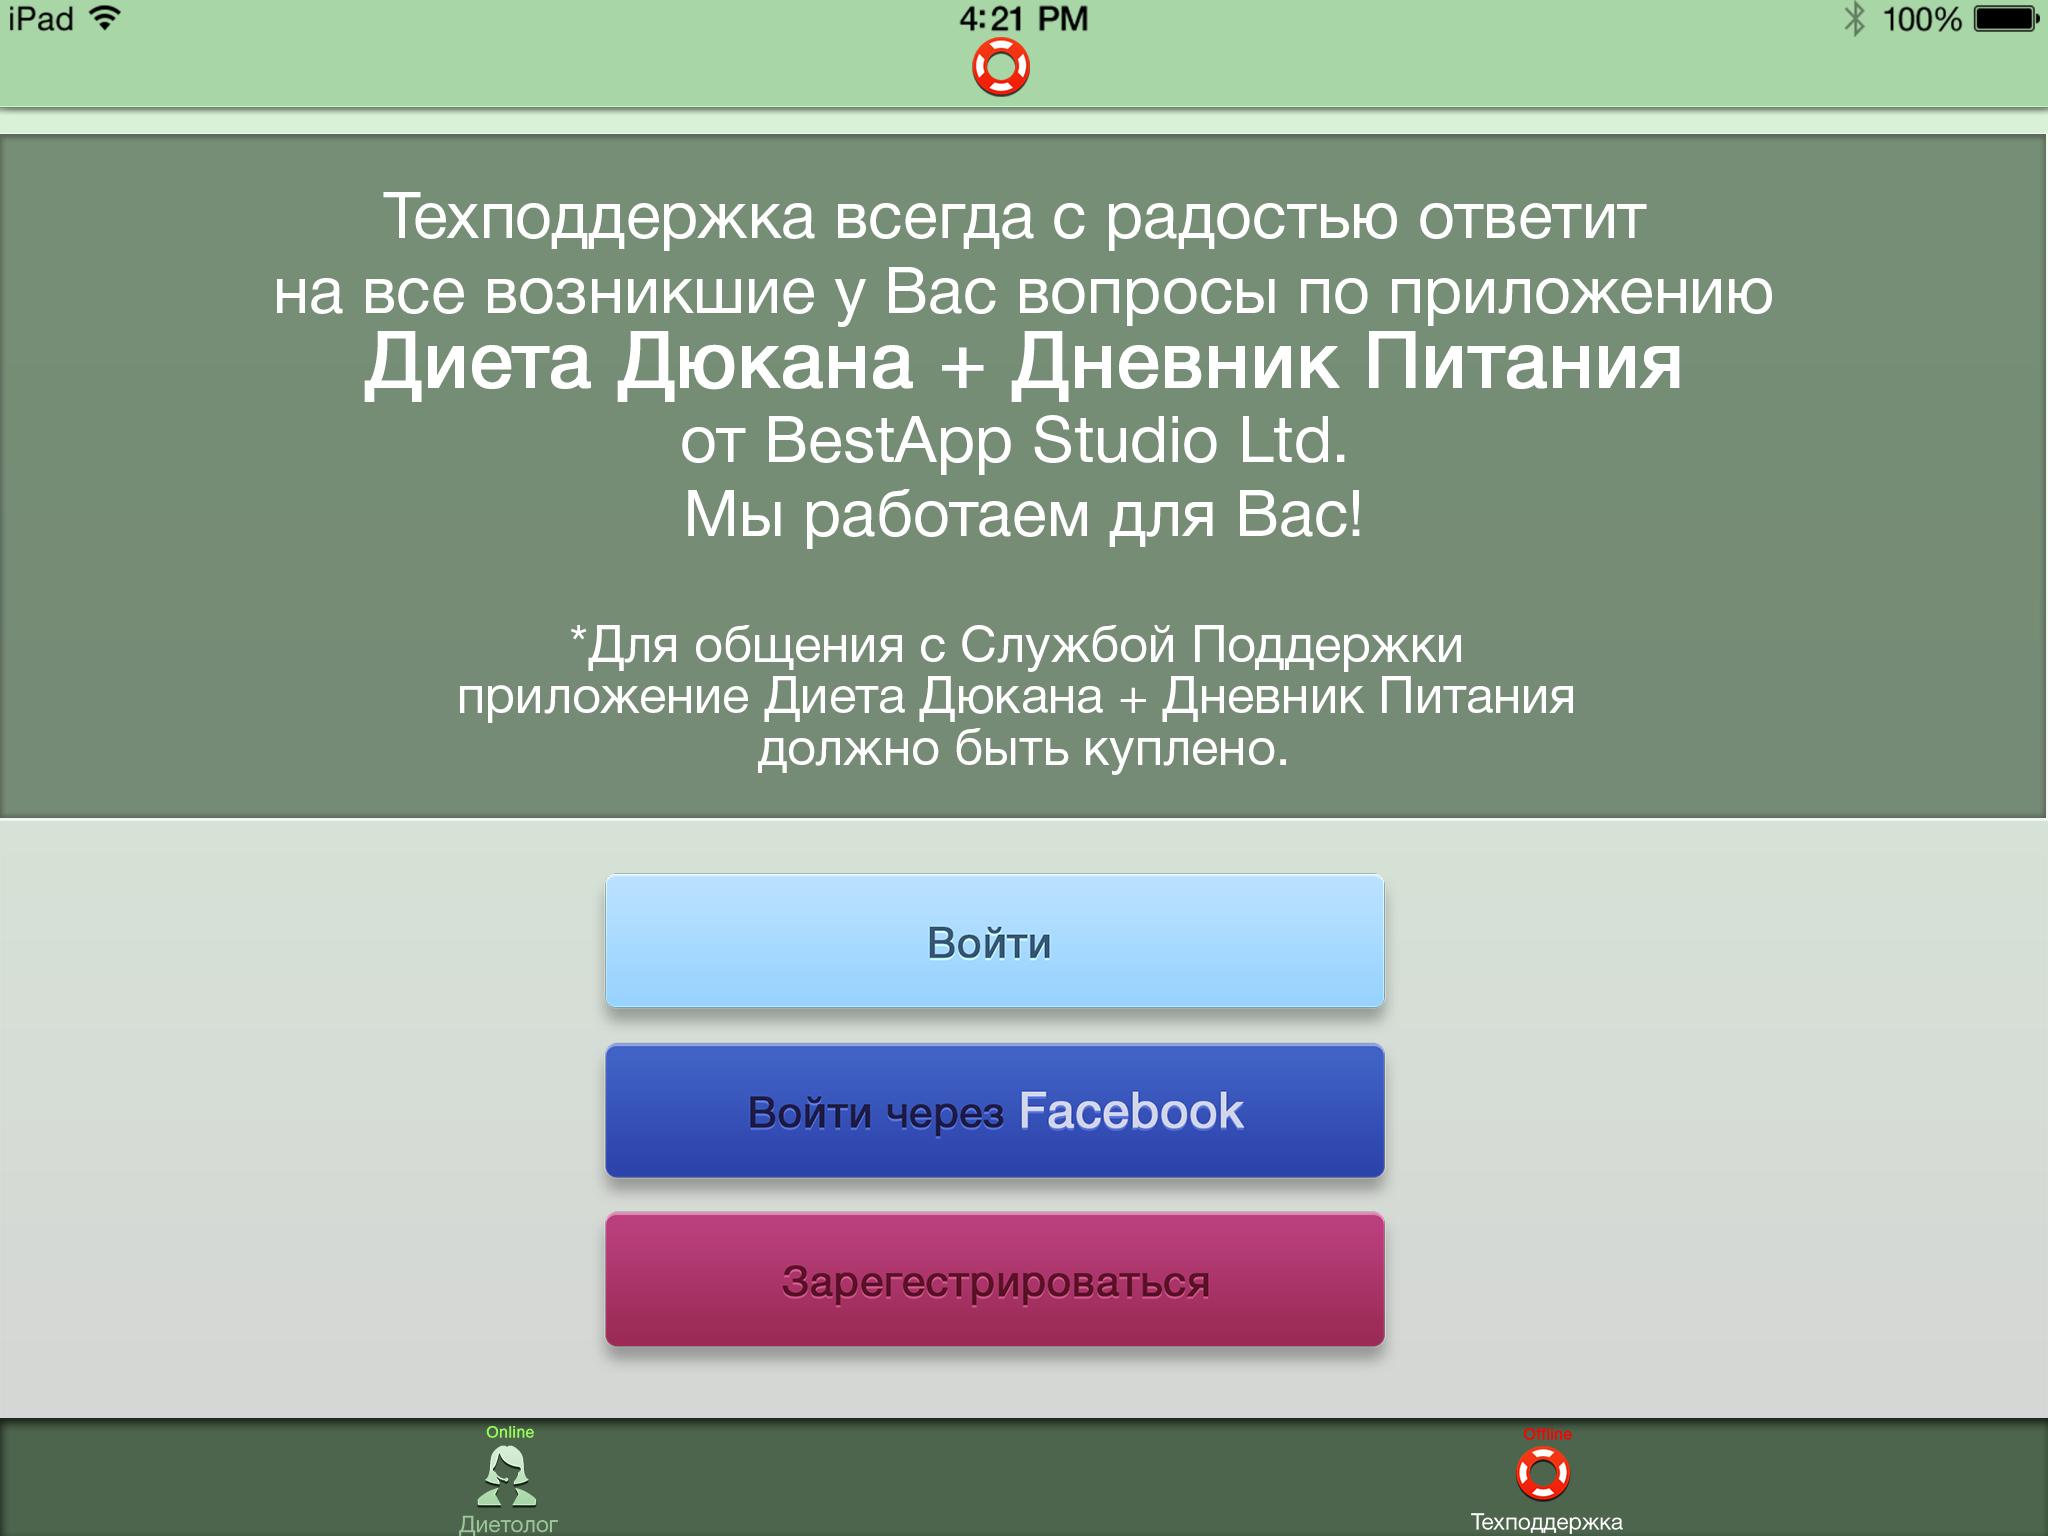 iPad 4:21 PM 100%
Техподдержка всегда с радостью ответит
на все возникшие у Вас вопросы по приложению
Диета Дюкана + Дневник Питания
от BestApp Studio Ltd.
Мы работаем для Вас!
*Для общения с Службой Поддержки
приложение Диета Дюкана + Дневник Питания
должно быть куплено.
Войти
Войти через Facebook
Зарегестрироваться
Online
Диетолог
Offline
Техподдержка